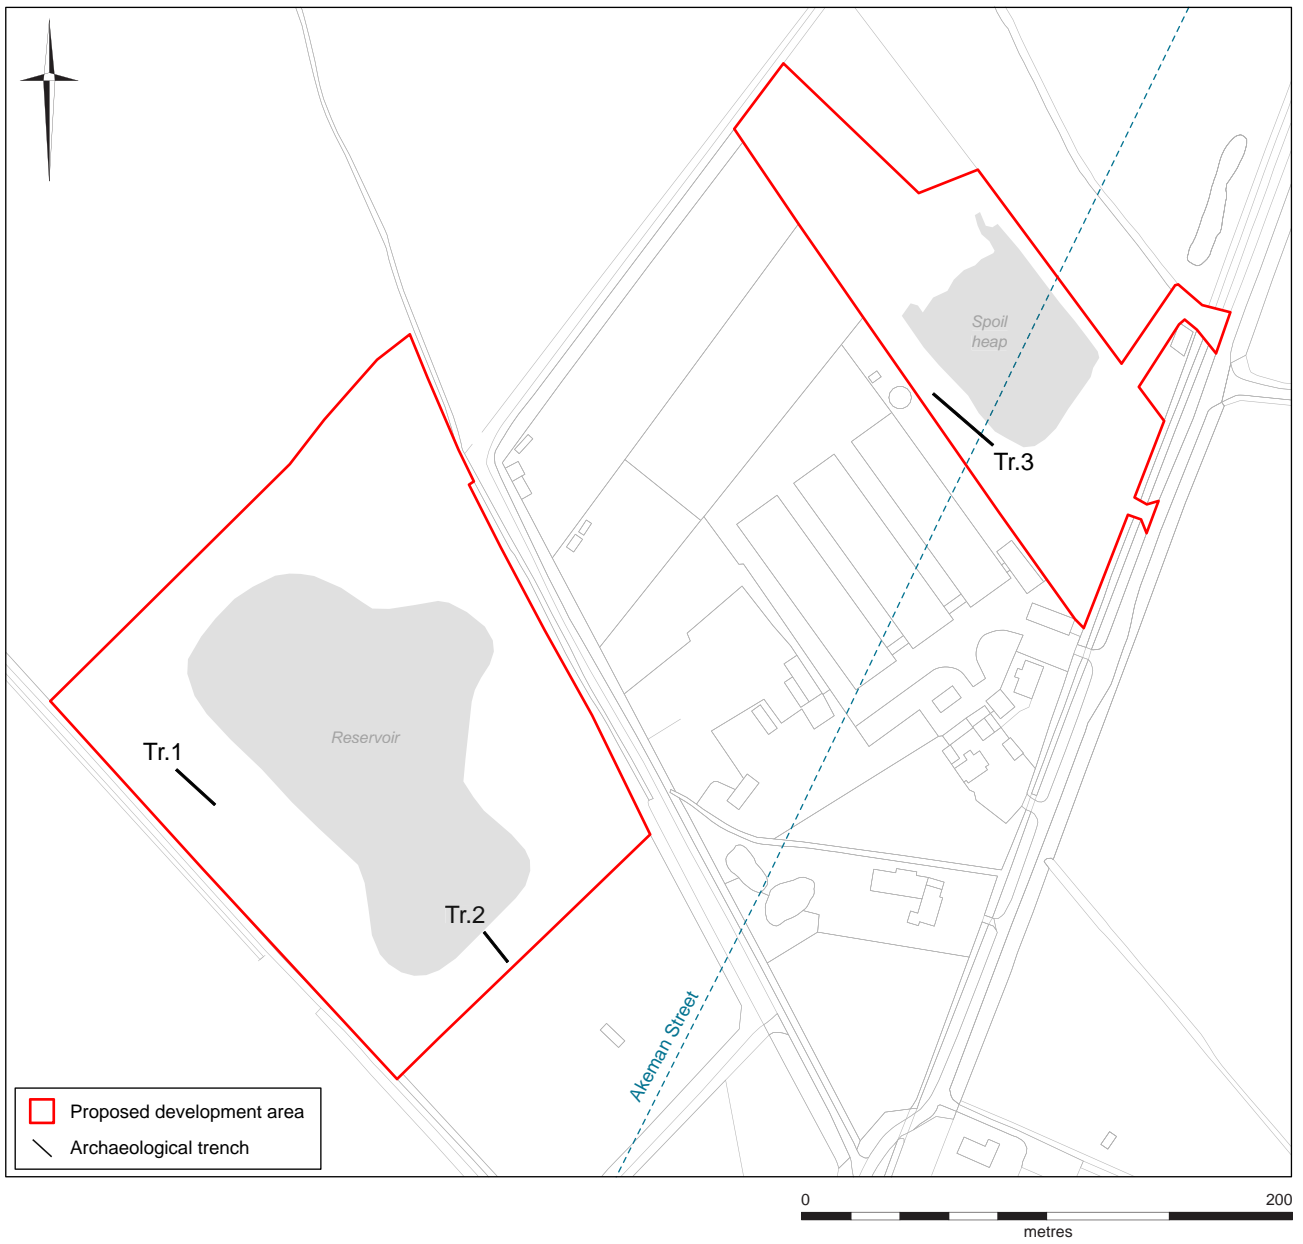 Spoil
heap
Tr.3
Reservoir
Tr.1
Tr.2
Akeman Street
Proposed development area
Archaeological trench
0 200
metres